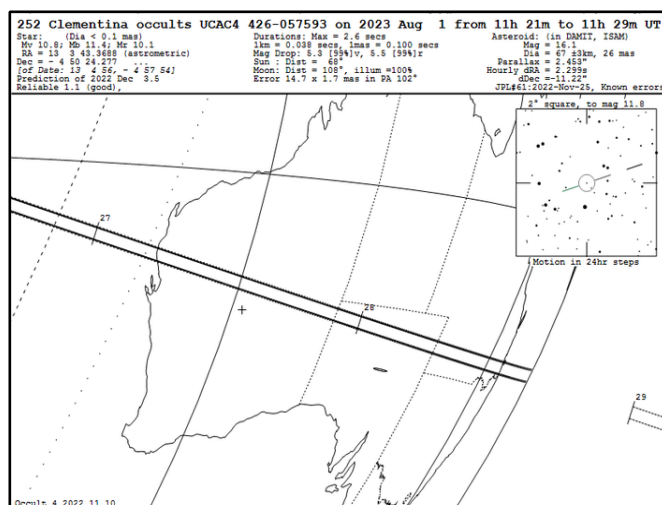 252 Clementina occults UCAC4 426-057593 on 2023 Aug  1 from 11h 21m to 11h 29m UT
Star:     (Dia < 0.1 mas)
Mv 10.8; Mb 11.4; Mr 10.1
RA = 13  3 43.3688 (astrometric)
Dec = - 4 50 24.277   ...
[of Date: 13  4 56, - 4 57 54]
Prediction of 2022 Dec  3.5
Reliable 1.1 (good),
Durations: Max = 2.6 secs
1km = 0.038 secs, 1mas = 0.100 secs
Mag Drop: 5.3 [99%]v, 5.5 [99%]r
Sun : Dist =  68°
Moon: Dist = 108°, illum =100%
Error 14.7 x 1.7 mas in PA 102°
Asteroid: (in DAMIT, ISAM)
Mag = 16.1
Dia = 67 ±3km, 26 mas
Parallax = 2.453"
Hourly dRA = 2.299s
dDec =-11.22"
JPL#61:2022-Nov-25, Known errors
2° square, to mag 11.8
Motion in 24hr steps
27
28
29
Occult 4.2022.11.10